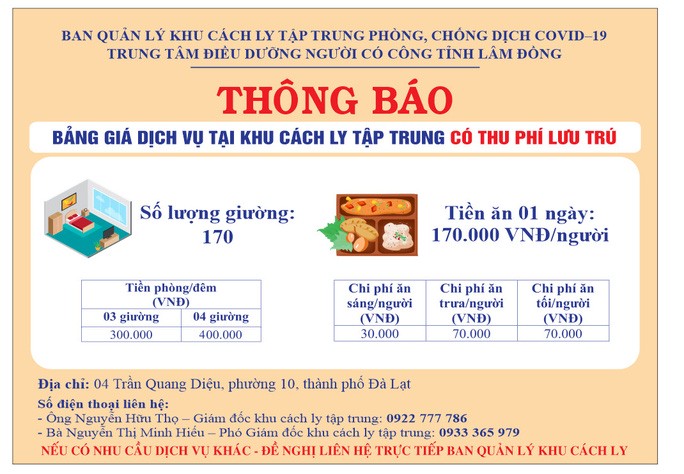 BAN QUẢN LÝ KHU CÁCH LY TẬP TRUNG PHÒNG, CHỐNG DỊCH COVID–19
TRUNG TÂM ĐIỀU DƯỠNG NGƯỜI CÓ CÔNG TỈNH LÂM ĐỒNG
THÔNG BÁO
BẢNG GIÁ DỊCH VỤ TẠI KHU CÁCH LY TẬP TRUNG CÓ THU PHÍ LƯU TRÚ
Số lượng giường:
170
Tiền phòng/đêm
(VNĐ)
03 giường 04 giường
300.000 400.000
Tiền ăn 01 ngày:
170.000 VNĐ/người
Chi phí ăn sáng/người (VNĐ)
Chi phí ăn trưa/người (VNĐ)
Chi phí ăn tối/người (VNĐ)
30.000 70.000 70.000
Địa chỉ: 04 Trần Quang Diệu, phường 10, thành phố Đà Lạt
Số điện thoại liên hệ:
- Ông Nguyễn Hữu Thọ – Giám đốc khu cách ly tập trung: 0922 777 786
- Bà Nguyễn Thị Minh Hiếu – Phó Giám đốc khu cách ly tập trung: 0933 365 979
NẾU CÓ NHU CẦU DỊCH VỤ KHÁC - ĐỀ NGHỊ LIÊN HỆ TRỰC TIẾP BAN QUẢN LÝ KHU CÁCH LY